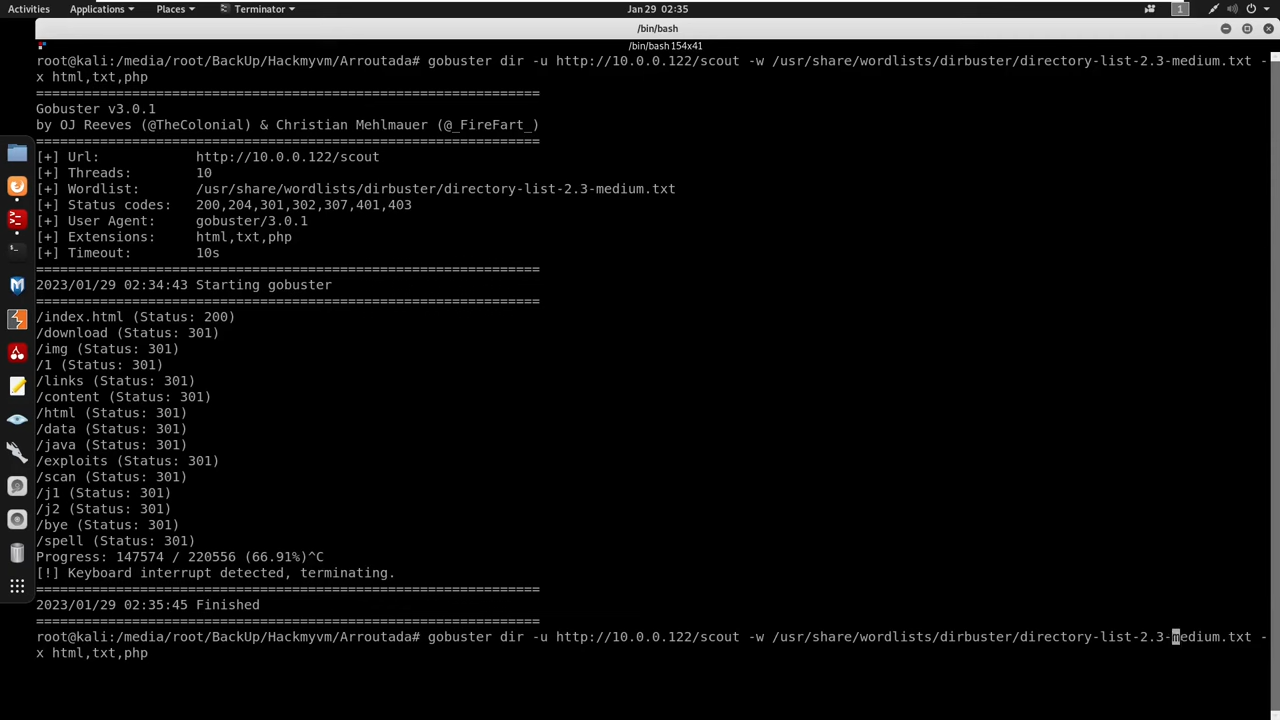 Activities Applications Places Terminator Jan 29 02:35 1
/bin/bash
/bin/bash 154x41
root@kali:/media/root/BackUp/Hackmyvm/Arroutada# gobuster dir -u http://10.0.0.122/scout -w /usr/share/wordlists/dirbuster/directory-list-2.3-medium.txt -
x html,txt,php
===============================================================
Gobuster v3.0.1
by OJ Reeves (@TheColonial) & Christian Mehlmauer (@_FireFart_)
===============================================================
[+] Url: http://10.0.0.122/scout
[+] Threads: 10
[+] Wordlist: /usr/share/wordlists/dirbuster/directory-list-2.3-medium.txt
[+] Status codes: 200,204,301,302,307,401,403
[+] User Agent: gobuster/3.0.1
[+] Extensions: html,txt,php
[+] Timeout: 10s
===============================================================
2023/01/29 02:34:43 Starting gobuster
===============================================================
/index.html (Status: 200)
/download (Status: 301)
/img (Status: 301)
/1 (Status: 301)
/links (Status: 301)
/content (Status: 301)
/html (Status: 301)
/data (Status: 301)
/java (Status: 301)
/exploits (Status: 301)
/scan (Status: 301)
/j1 (Status: 301)
/j2 (Status: 301)
/bye (Status: 301)
/spell (Status: 301)
Progress: 147574 / 220556 (66.91%)^C
[!] Keyboard interrupt detected, terminating.
===============================================================
2023/01/29 02:35:45 Finished
===============================================================
root@kali:/media/root/BackUp/Hackmyvm/Arroutada# gobuster dir -u http://10.0.0.122/scout -w /usr/share/wordlists/dirbuster/directory-list-2.3-medium.txt -
x html,txt,php